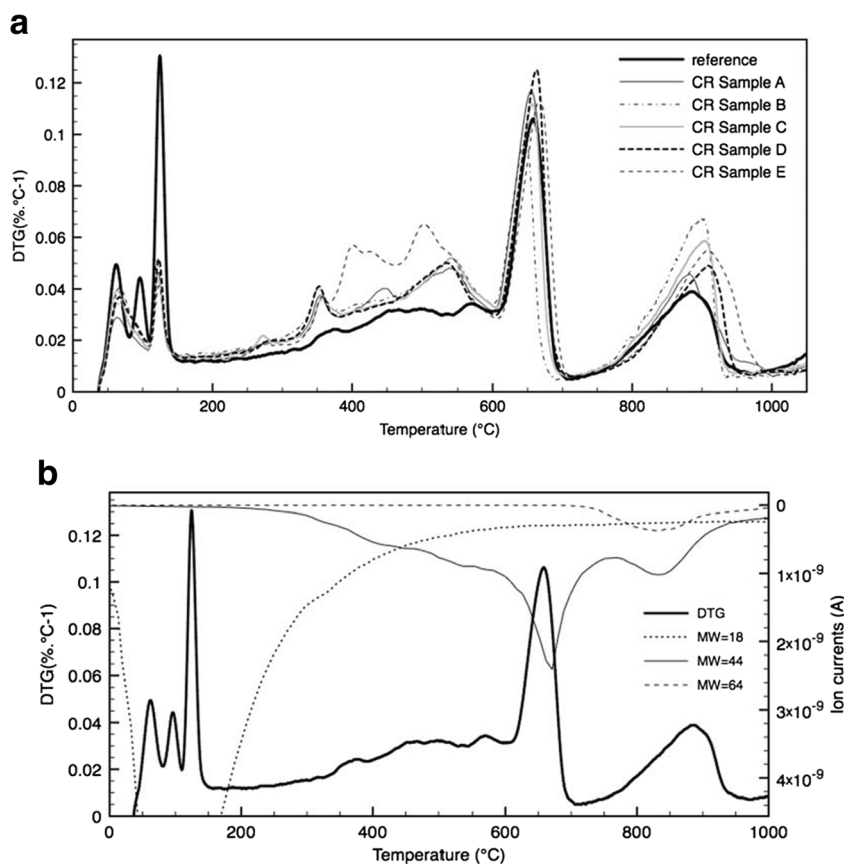 a
0.12
0.1
0.08
0.06
0.04
0.02
0
DTG(%.°C-1)
reference
CR Sample A
CR Sample B
CR Sample C
CR Sample D
CR Sample E
0 200 400 600 800 1000
Temperature (°C)
b
0.12
0.1
0.08
0.06
0.04
0.02
0
DTG(%.°C-1)
DTG
MW=18
MW=44
MW=64
0
1x10-9
2x10-9
3x10-9
4x10-9
Ion currents (A)
0 200 400 600 800 1000
Temperature (°C)